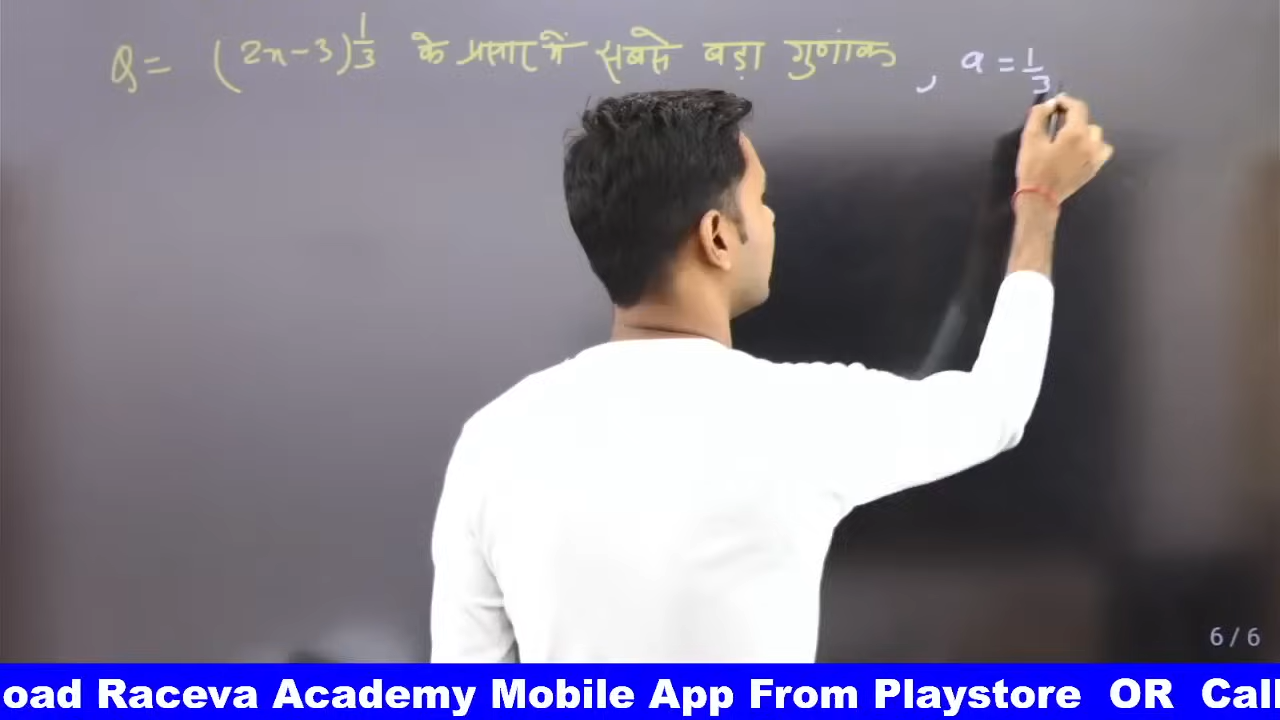 Q = (2x-3)^1/3 के प्रसार में सबसे बड़ा गुणांक , a = 1/3
6 / 6
oad Raceva Academy Mobile App From Playstore OR Call